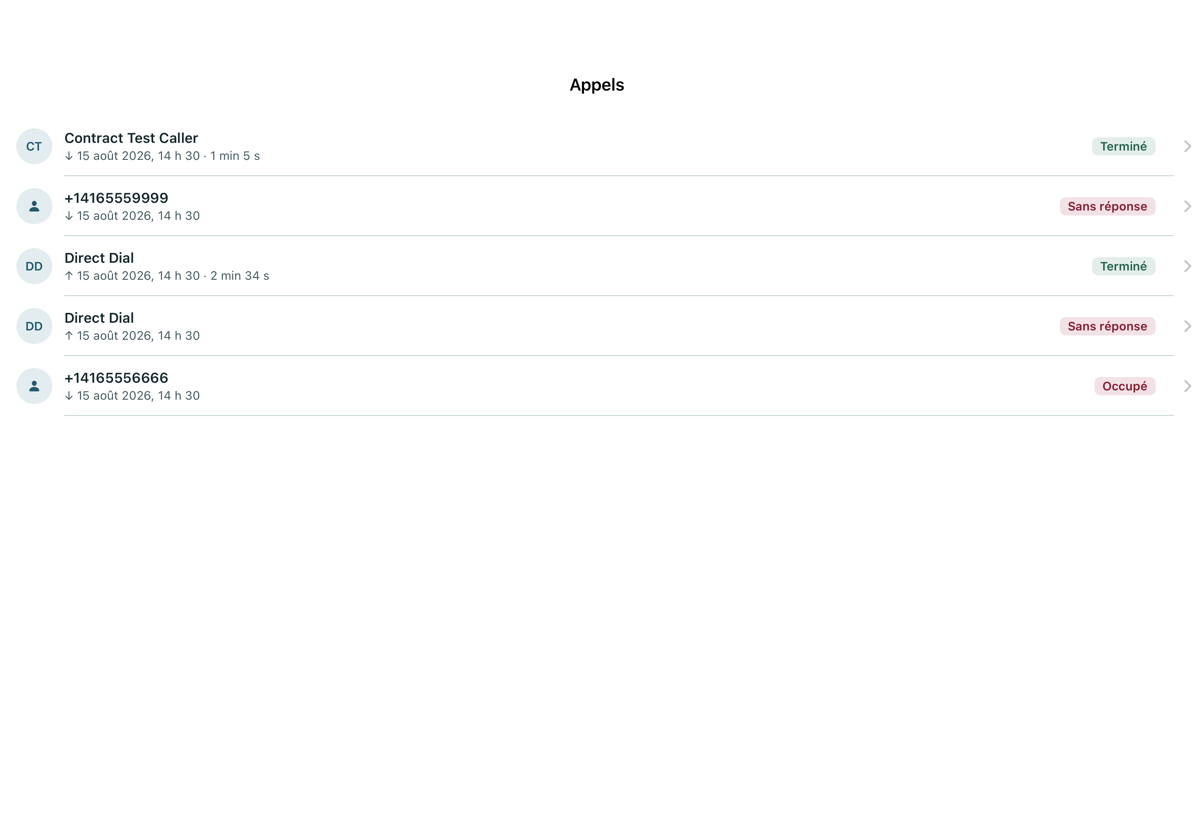 Appels
CT
Contract Test Caller
↓ 15 août 2026, 14 h 30 · 1 min 5 s
Terminé
+14165559999
↓ 15 août 2026, 14 h 30
Sans réponse
DD
Direct Dial
↑ 15 août 2026, 14 h 30 · 2 min 34 s
Terminé
DD
Direct Dial
↑ 15 août 2026, 14 h 30
Sans réponse
+14165556666
↓ 15 août 2026, 14 h 30
Occupé